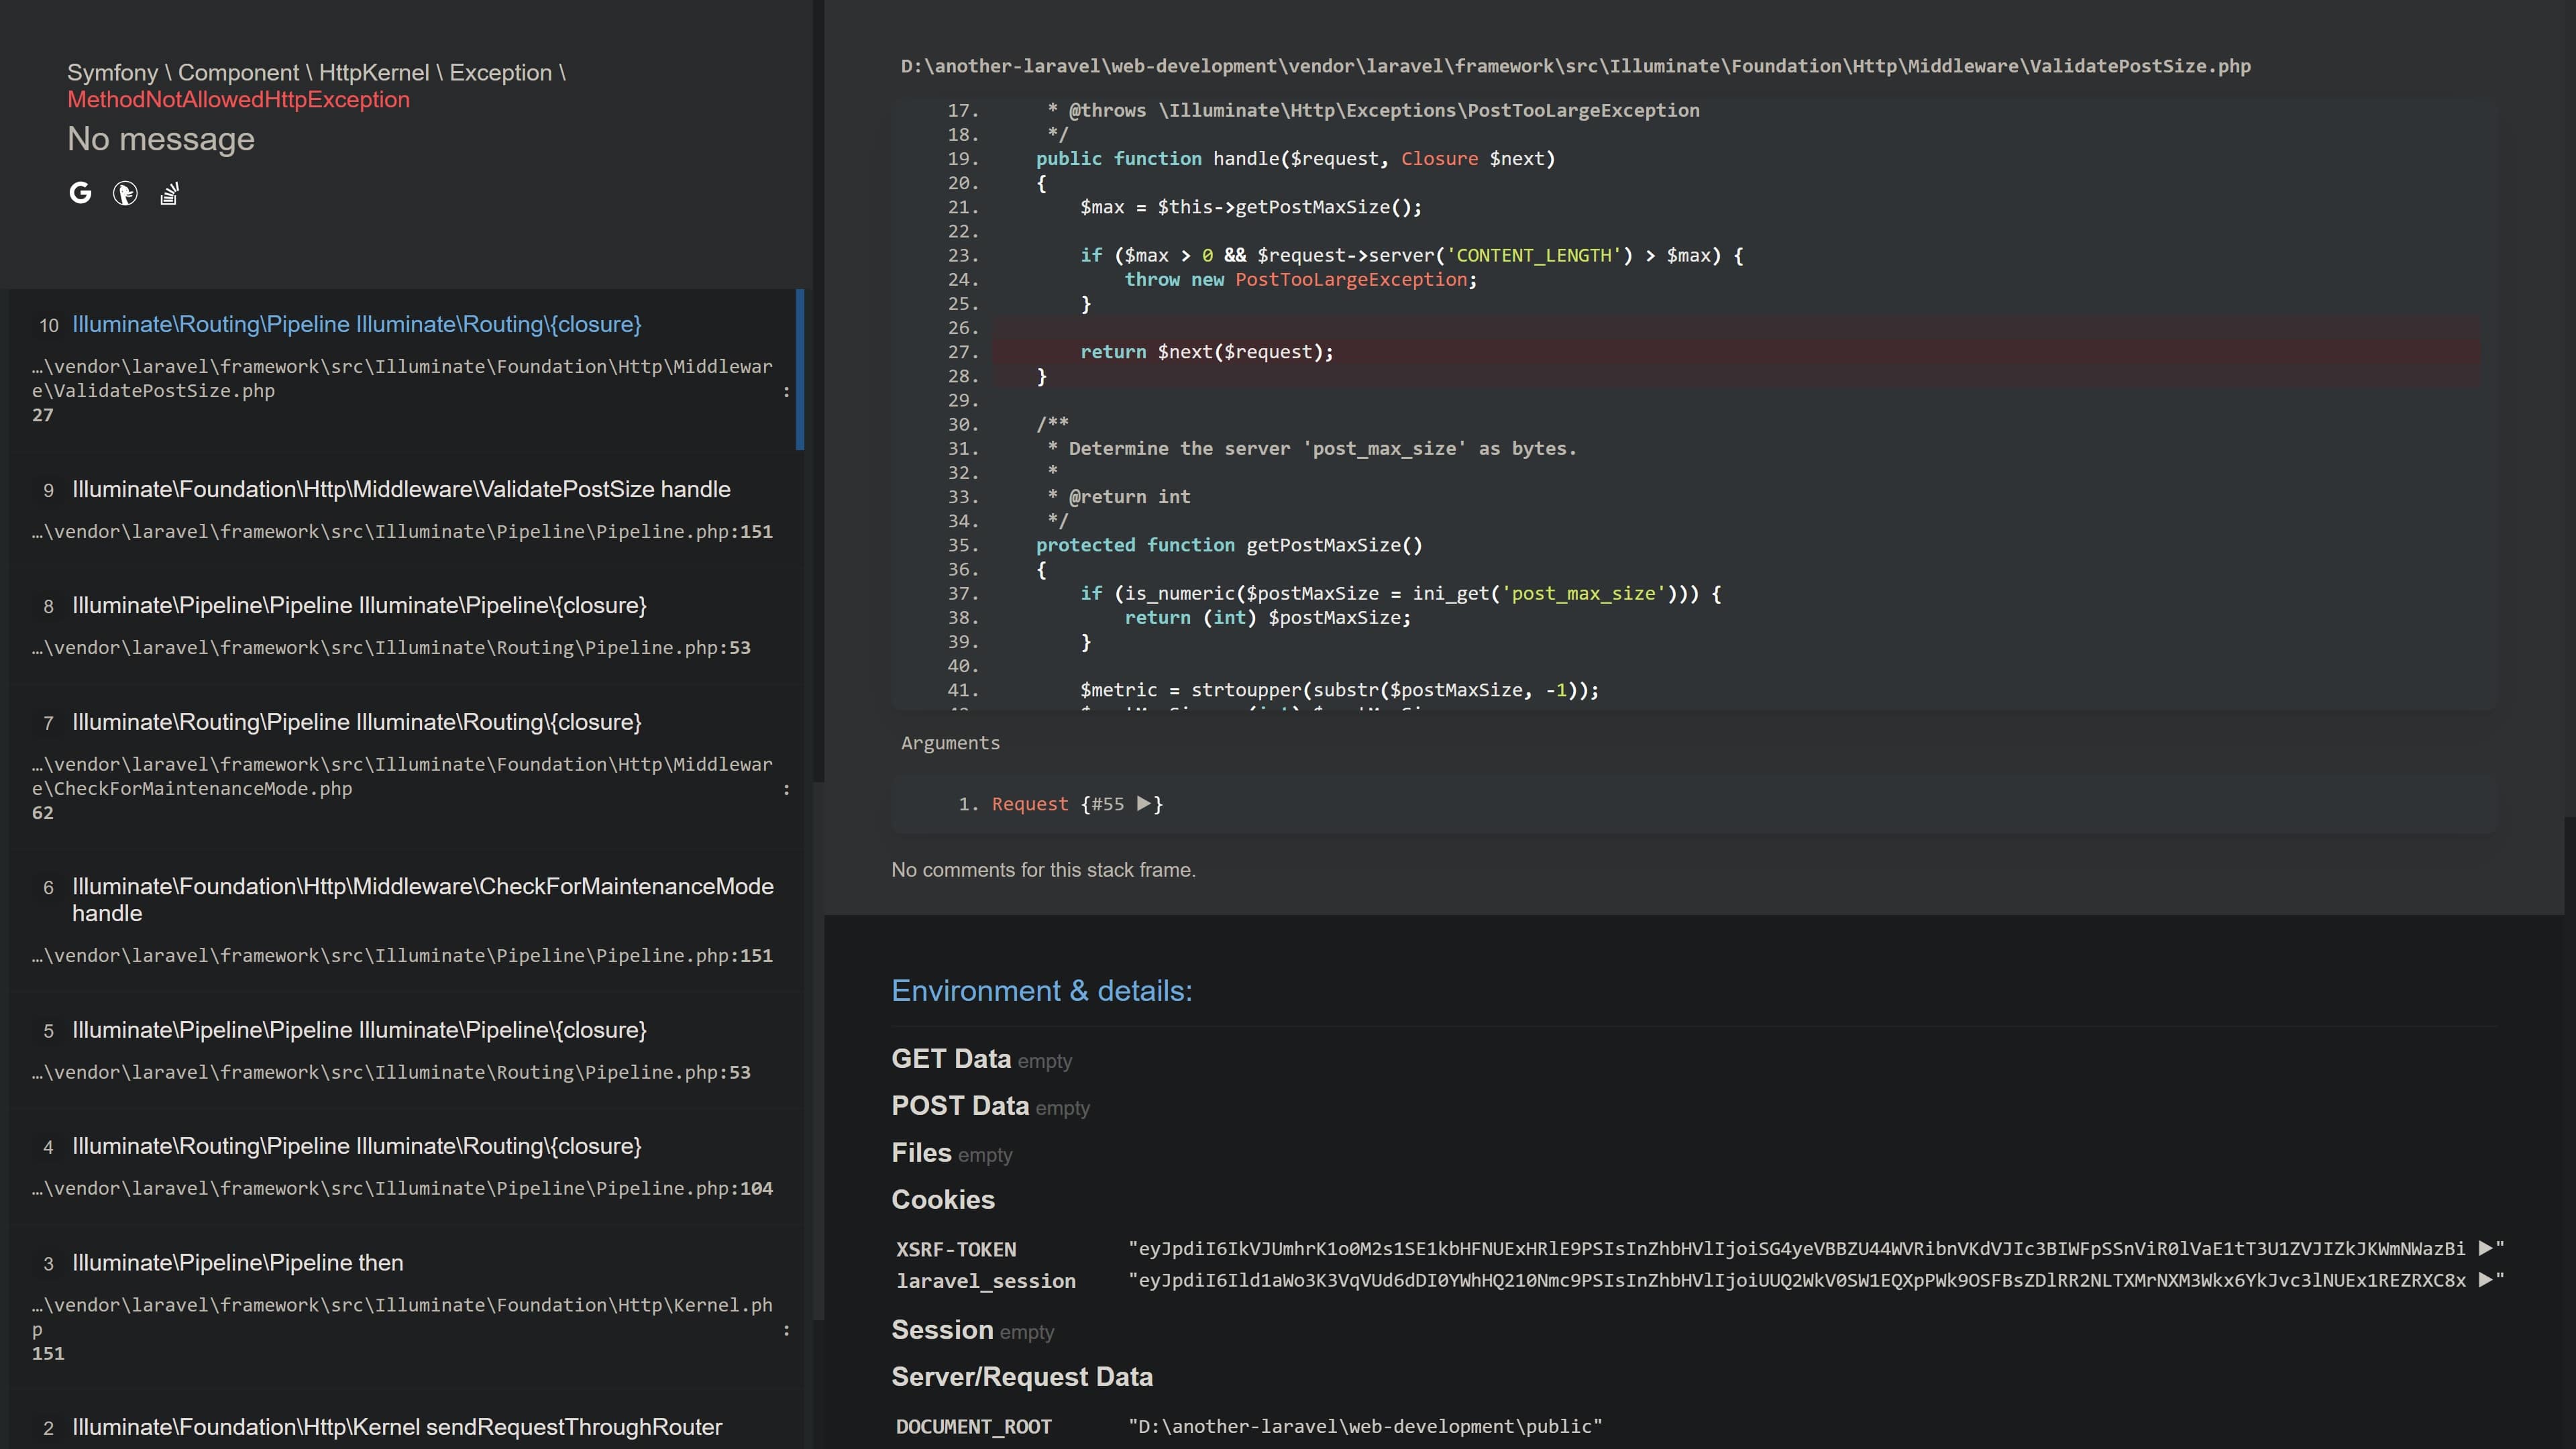 Symfony \ Component \ HttpKernel \ Exception \
MethodNotAllowedHttpException
No message
10 Illuminate\Routing\Pipeline Illuminate\Routing\{closure}
…\vendor\laravel\framework\src\Illuminate\Foundation\Http\Middlewar
e\ValidatePostSize.php :
27
9 Illuminate\Foundation\Http\Middleware\ValidatePostSize handle
…\vendor\laravel\framework\src\Illuminate\Pipeline\Pipeline.php:151
8 Illuminate\Pipeline\Pipeline Illuminate\Pipeline\{closure}
…\vendor\laravel\framework\src\Illuminate\Routing\Pipeline.php:53
7 Illuminate\Routing\Pipeline Illuminate\Routing\{closure}
…\vendor\laravel\framework\src\Illuminate\Foundation\Http\Middlewar
e\CheckForMaintenanceMode.php :
62
6 Illuminate\Foundation\Http\Middleware\CheckForMaintenanceMode
handle
…\vendor\laravel\framework\src\Illuminate\Pipeline\Pipeline.php:151
5 Illuminate\Pipeline\Pipeline Illuminate\Pipeline\{closure}
…\vendor\laravel\framework\src\Illuminate\Routing\Pipeline.php:53
4 Illuminate\Routing\Pipeline Illuminate\Routing\{closure}
…\vendor\laravel\framework\src\Illuminate\Pipeline\Pipeline.php:104
3 Illuminate\Pipeline\Pipeline then
…\vendor\laravel\framework\src\Illuminate\Foundation\Http\Kernel.ph
p :
151
2 Illuminate\Foundation\Http\Kernel sendRequestThroughRouter
D:\another-laravel\web-development\vendor\laravel\framework\src\Illuminate\Foundation\Http\Middleware\ValidatePostSize.php
17. * @throws \Illuminate\Http\Exceptions\PostTooLargeException
18. */
19. public function handle($request, Closure $next)
20. {
21. $max = $this->getPostMaxSize();
22.
23. if ($max > 0 && $request->server('CONTENT_LENGTH') > $max) {
24. throw new PostTooLargeException;
25. }
26.
27. return $next($request);
28. }
29.
30. /**
31. * Determine the server 'post_max_size' as bytes.
32. *
33. * @return int
34. */
35. protected function getPostMaxSize()
36. {
37. if (is_numeric($postMaxSize = ini_get('post_max_size'))) {
38. return (int) $postMaxSize;
39. }
40.
41. $metric = strtoupper(substr($postMaxSize, -1));
Arguments
1. Request {#55 ▶}
No comments for this stack frame.
Environment & details:
GET Data empty
POST Data empty
Files empty
Cookies
XSRF-TOKEN "eyJpdiI6IkVJUmhrK1o0M2s1SE1kbHFNUExHRlE9PSIsInZhbHVlIjoiSG4yeVBBZU44WVRibnVKdVJIc3BIWFpSSnViR0lVaE1tT3U1ZVJIZkJKWmNWazBi ▶"
laravel_session "eyJpdiI6Ild1aWo3K3VqVUd6dDI0YWhHQ210Nmc9PSIsInZhbHVlIjoiUUQ2WkV0SW1EQXpPWk9OSFBsZDlRR2NLTXMrNXM3Wkx6YkJvc3lNUEx1REZRXC8x ▶"
Session empty
Server/Request Data
DOCUMENT_ROOT "D:\another-laravel\web-development\public"